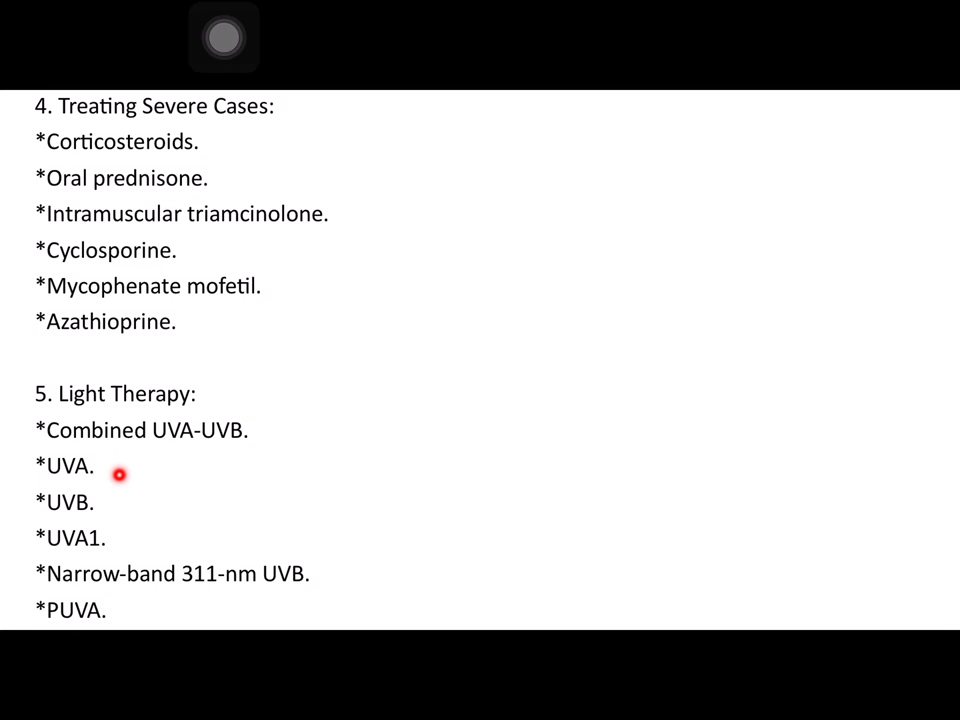 4. Treating Severe Cases:
*Corticosteroids.
*Oral prednisone.
*Intramuscular triamcinolone.
*Cyclosporine.
*Mycophenate mofetil.
*Azathioprine.
5. Light Therapy:
*Combined UVA-UVB.
*UVA.
*UVB.
*UVA1.
*Narrow-band 311-nm UVB.
*PUVA.